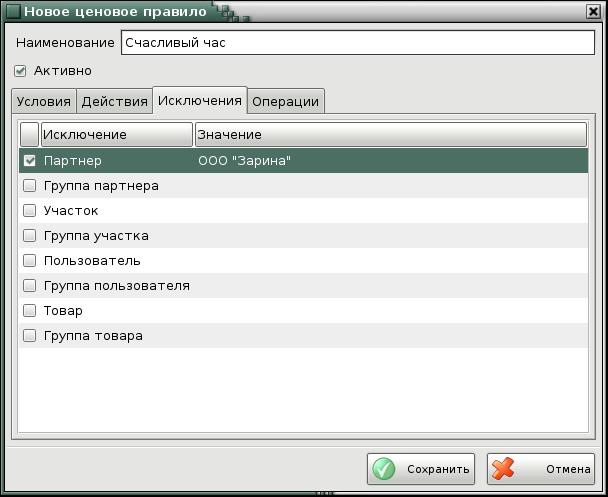 Новое ценовое правило
Наименование Счасливый час
Активно
Условия Действия Исключения Операции
Исключение Значение
Партнер ООО "Зарина"
Группа партнера
Участок
Группа участка
Пользователь
Группа пользователя
Товар
Группа товара
Сохранить Отмена